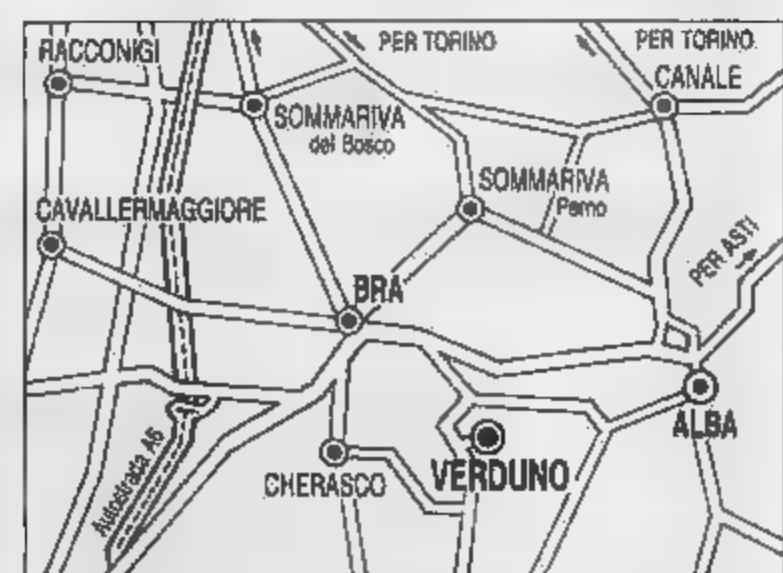 PER TORINO
PER TORINO
RACCONIGI
CANALE
SOMMARIVA
del Bosco
SOMMARIVA
Perno
CAVALLERMAGGIORE
PER ASTI
BRA
ALBA
Autostrada A6
CHERASCO
VERDUNO